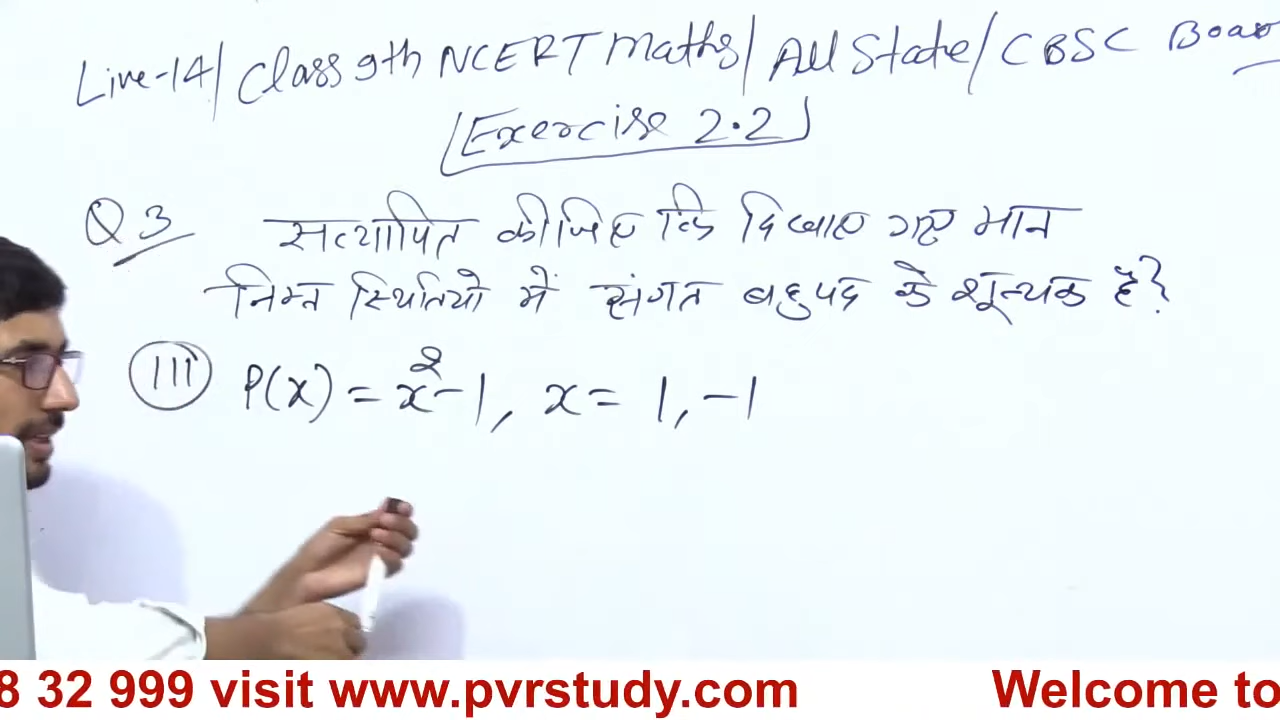 Live-14/ Class 9th NCERT Maths/ All State/ CBSC Boar
Exercise 2.2
Q 3 सत्यापित कीजिए कि दिखाए गए मान
निम्न स्थितियो में संगत बहुपद के शून्यक है?
III P(x) = x²-1, x = 1, -1
8 32 999 visit www.pvrstudy.com Welcome to